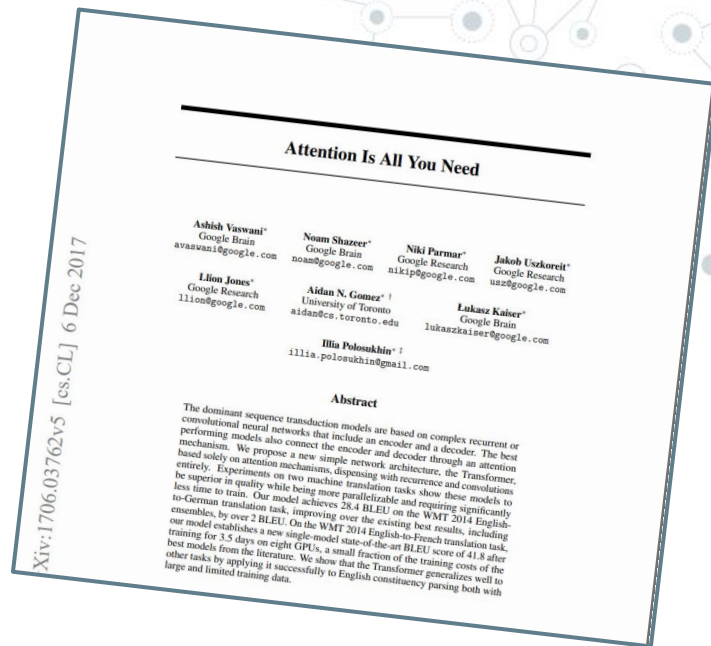 Attention Is All You Need
Ashish Vaswani*
Google Brain
avaswani@google.com
Noam Shazeer*
Google Brain
noam@google.com
Niki Parmar*
Google Research
nikip@google.com
Jakob Uszkoreit*
Google Research
usz@google.com
Llion Jones*
Google Research
llion@google.com
Aidan N. Gomez* †
University of Toronto
aidan@cs.toronto.edu
Łukasz Kaiser*
Google Brain
lukaszkaiser@google.com
Illia Polosukhin* ‡
illia.polosukhin@gmail.com
Abstract
The dominant sequence transduction models are based on complex recurrent or
convolutional neural networks that include an encoder and a decoder. The best
performing models also connect the encoder and decoder through an attention
mechanism. We propose a new simple network architecture, the Transformer,
based solely on attention mechanisms, dispensing with recurrence and convolutions
entirely. Experiments on two machine translation tasks show these models to
be superior in quality while being more parallelizable and requiring significantly
less time to train. Our model achieves 28.4 BLEU on the WMT 2014 English-
to-German translation task, improving over the existing best results, including
ensembles, by over 2 BLEU. On the WMT 2014 English-to-French translation task,
our model establishes a new single-model state-of-the-art BLEU score of 41.8 after
training for 3.5 days on eight GPUs, a small fraction of the training costs of the
best models from the literature. We show that the Transformer generalizes well to
other tasks by applying it successfully to English constituency parsing both with
large and limited training data.
Xiv:1706.03762v5 [cs.CL] 6 Dec 2017